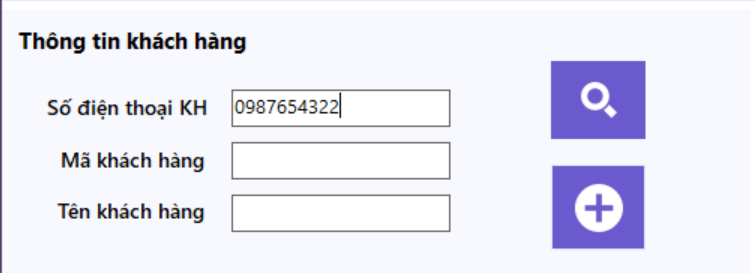 Thông tin khách hàng
Số điện thoại KH 0987654322
Mã khách hàng
Tên khách hàng